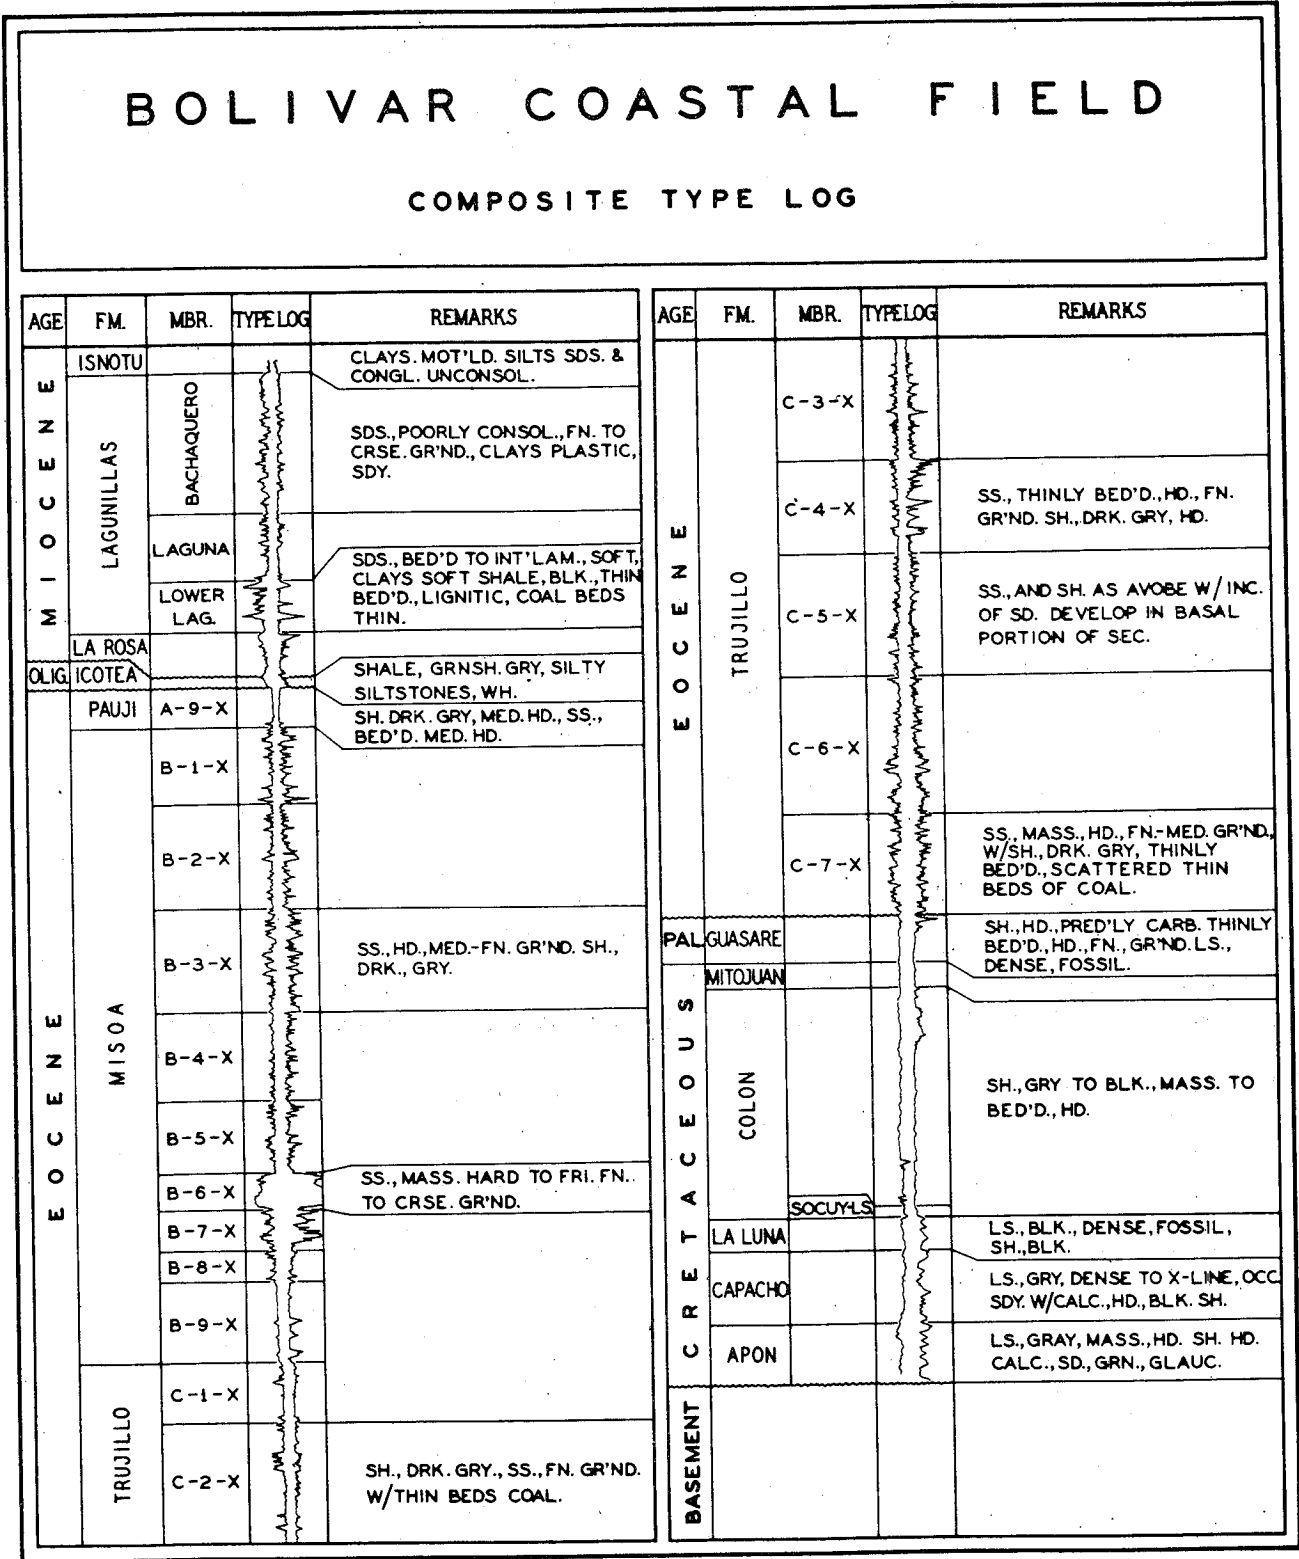 BOLIVAR COASTAL FIELD
COMPOSITE TYPE LOG
AGE FM. MBR. TYPE LOG REMARKS
MIOCENE
ISNOTU
CLAYS. MOT'LD. SILTS SDS. &
CONGL. UNCONSOL.
LAGUNILLAS
BACHAQUERO
SDS., POORLY CONSOL., FN. TO
CRSE. GR'ND., CLAYS PLASTIC,
SDY.
LAGUNA
LOWER
LAG.
SDS., BED'D TO INT'LAM., SOFT,
CLAYS SOFT SHALE, BLK., THIN
BED'D., LIGNITIC, COAL BEDS
THIN.
LA ROSA
OLIG. ICOTEA
SHALE, GRNSH. GRY, SILTY
SILTSTONES, WH.
EOCENE
PAUJI A-9-X
SH. DRK. GRY, MED. HD., SS.,
BED'D. MED. HD.
MISOA
B-1-X
B-2-X
B-3-X
SS., HD., MED.-FN. GR'ND. SH.,
DRK., GRY.
B-4-X
B-5-X
B-6-X
SS., MASS. HARD TO FRI. FN..
TO CRSE. GR'ND.
B-7-X
B-8-X
B-9-X
TRUJILLO
C-1-X
C-2-X
SH., DRK. GRY., SS., FN. GR'ND.
W/THIN BEDS COAL.
AGE FM. MBR. TYPE LOG REMARKS
EOCENE
TRUJILLO
C-3-X
C-4-X
SS., THINLY BED'D., HD., FN.
GR'ND. SH., DRK. GRY, HD.
C-5-X
SS., AND SH. AS AVOBE W/ INC.
OF SD. DEVELOP IN BASAL
PORTION OF SEC.
C-6-X
C-7-X
SS., MASS., HD., FN.-MED. GR'ND.,
W/SH., DRK. GRY, THINLY
BED'D., SCATTERED THIN
BEDS OF COAL.
PAL. GUASARE
SH., HD., PRED'LY CARB. THINLY
BED'D., HD., FN., GR'ND. LS.,
DENSE, FOSSIL.
CRETACEOUS
MITOJUAN
COLON
SH., GRY TO BLK., MASS. TO
BED'D., HD.
SOCUY-LS
LA LUNA
LS., BLK., DENSE, FOSSIL,
SH., BLK.
CAPACHO
LS., GRY, DENSE TO X-LINE, OCC.
SDY. W/CALC., HD., BLK. SH.
APON
LS., GRAY, MASS., HD. SH. HD.
CALC., SD., GRN., GLAUC.
BASEMENT